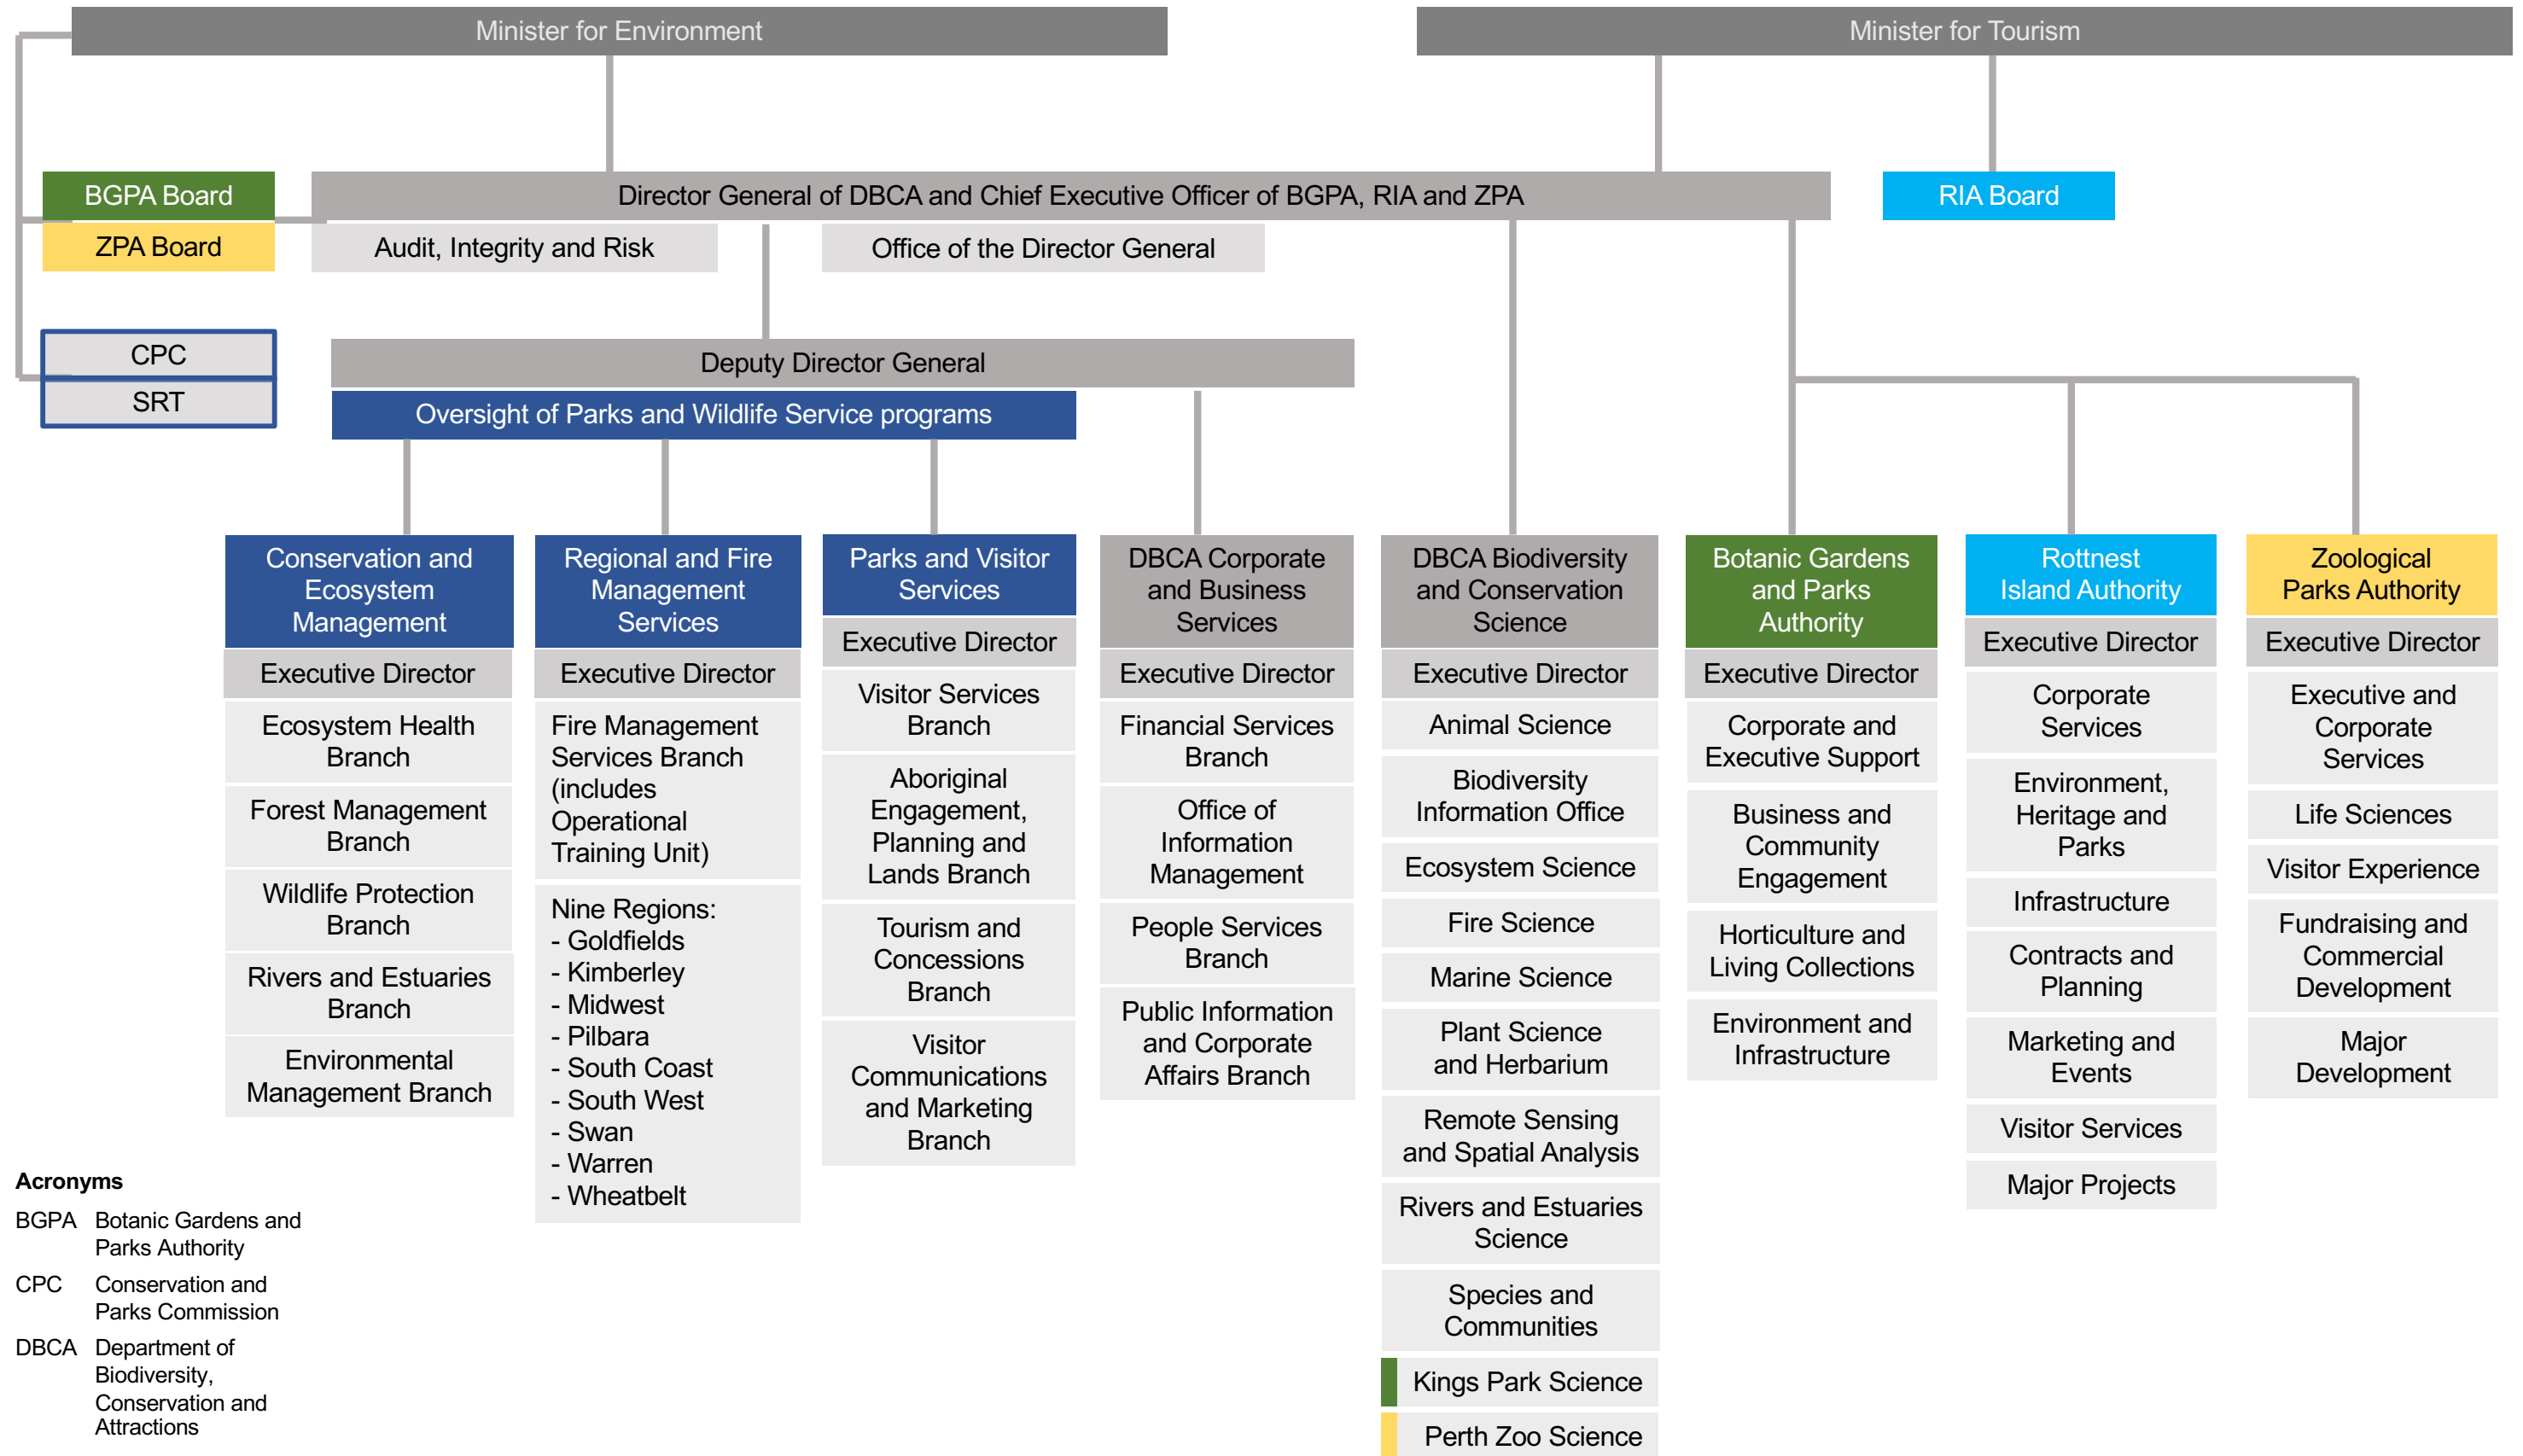 Minister for Environment
Minister for Tourism
BGPA Board
ZPA Board
Director General of DBCA and Chief Executive Officer of BGPA, RIA and ZPA
RIA Board
Audit, Integrity and Risk
Office of the Director General
CPC
SRT
Deputy Director General
Oversight of Parks and Wildlife Service programs
Conservation and
Ecosystem
Management
Executive Director
Ecosystem Health
Branch
Forest Management
Branch
Wildlife Protection
Branch
Rivers and Estuaries
Branch
Environmental
Management Branch
Regional and Fire
Management
Services
Executive Director
Fire Management
Services Branch
(includes
Operational
Training Unit)
Nine Regions:
- Goldfields
- Kimberley
- Midwest
- Pilbara
- South Coast
- South West
- Swan
- Warren
- Wheatbelt
Parks and Visitor
Services
Executive Director
Visitor Services
Branch
Aboriginal
Engagement,
Planning and
Lands Branch
Tourism and
Concessions
Branch
Visitor
Communications
and Marketing
Branch
DBCA Corporate
and Business
Services
Executive Director
Financial Services
Branch
Office of
Information
Management
People Services
Branch
Public Information
and Corporate
Affairs Branch
DBCA Biodiversity
and Conservation
Science
Executive Director
Animal Science
Biodiversity
Information Office
Ecosystem Science
Fire Science
Marine Science
Plant Science
and Herbarium
Remote Sensing
and Spatial Analysis
Rivers and Estuaries
Science
Species and
Communities
Kings Park Science
Perth Zoo Science
Botanic Gardens
and Parks
Authority
Executive Director
Corporate and
Executive Support
Business and
Community
Engagement
Horticulture and
Living Collections
Environment and
Infrastructure
Rottnest
Island Authority
Executive Director
Corporate
Services
Environment,
Heritage and
Parks
Infrastructure
Contracts and
Planning
Marketing and
Events
Visitor Services
Major Projects
Zoological
Parks Authority
Executive Director
Executive and
Corporate
Services
Life Sciences
Visitor Experience
Fundraising and
Commercial
Development
Major
Development
Acronyms
BGPA Botanic Gardens and
Parks Authority
CPC Conservation and
Parks Commission
DBCA Department of
Biodiversity,
Conservation and
Attractions